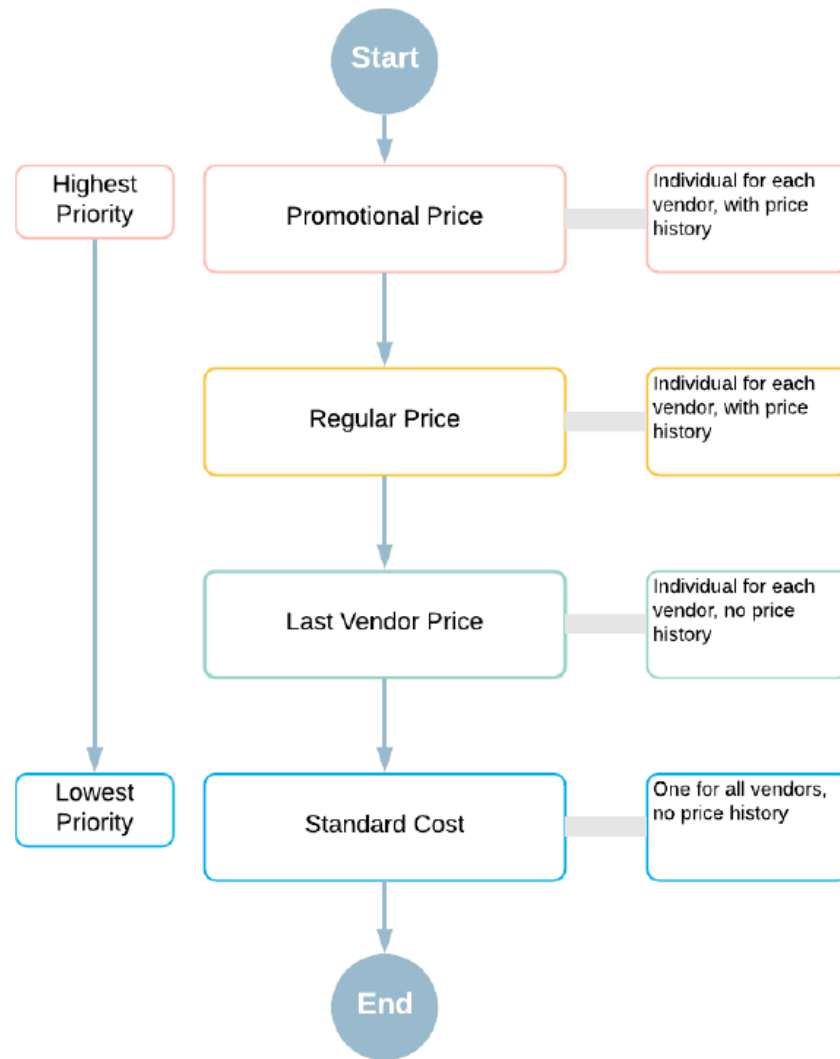 Start
Highest
Priority
Promotional Price
Individual for each
vendor, with price
history
Regular Price
Individual for each
vendor, with price
history
Last Vendor Price
Individual for each
vendor, no price
history
Lowest
Priority
Standard Cost
One for all vendors,
no price history
End